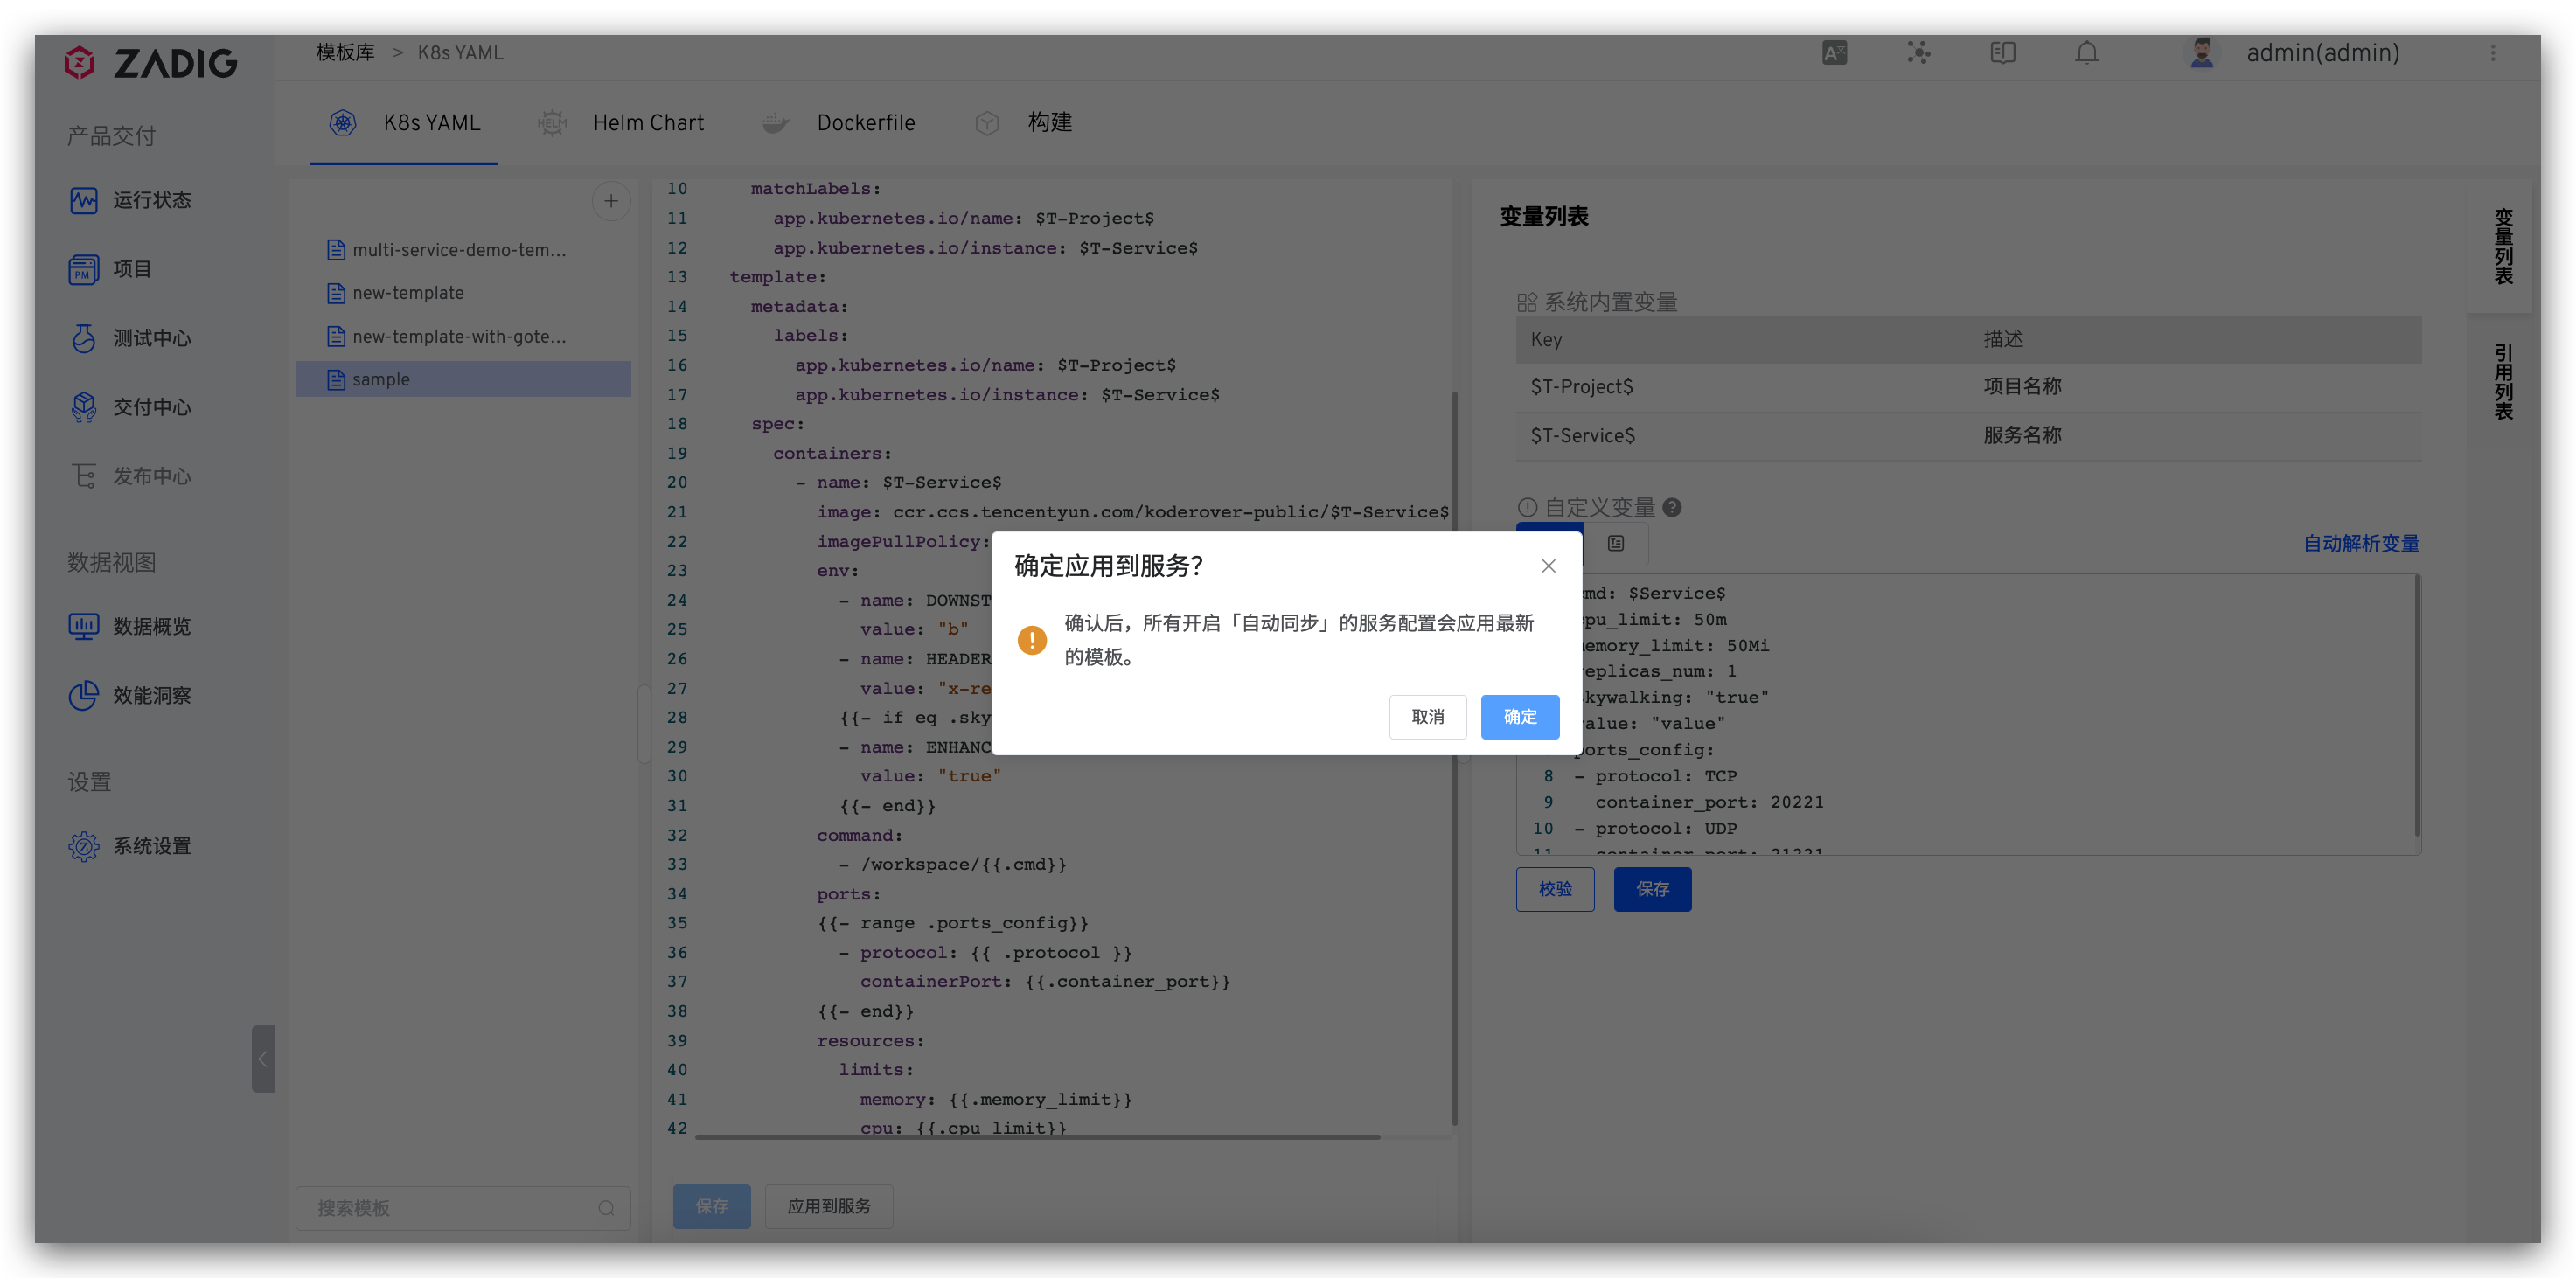 ZADIG
模板库 > K8s YAML
admin(admin)
产品交付
运行状态
项目
测试中心
交付中心
发布中心
数据视图
数据概览
效能洞察
设置
系统设置
K8s YAML
Helm Chart
Dockerfile
构建
multi-service-demo-tem...
new-template
new-template-with-gote...
sample
搜索模板
10 matchLabels:
11 app.kubernetes.io/name: $T-Project$
12 app.kubernetes.io/instance: $T-Service$
13 template:
14 metadata:
15 labels:
16 app.kubernetes.io/name: $T-Project$
17 app.kubernetes.io/instance: $T-Service$
18 spec:
19 containers:
20 - name: $T-Service$
21 image: ccr.ccs.tencentyun.com/koderover-public/$T-Service$
22 imagePullPolicy:
23 env:
24 - name: DOWNST
25 value: "b"
26 - name: HEADER
27 value: "x-re
28 {{- if eq .sky
29 - name: ENHANC
30 value: "true"
31 {{- end}}
32 command:
33 - /workspace/{{.cmd}}
34 ports:
35 {{- range .ports_config}}
36 - protocol: {{ .protocol }}
37 containerPort: {{.container_port}}
38 {{- end}}
39 resources:
40 limits:
41 memory: {{.memory_limit}}
42 cpu: {{.cpu_limit}}
保存
应用到服务
确定应用到服务?
确认后，所有开启「自动同步」的服务配置会应用最新
的模板。
取消
确定
变量列表
系统内置变量
Key 描述
$T-Project$ 项目名称
$T-Service$ 服务名称
自定义变量
自动解析变量
cmd: $Service$
cpu_limit: 50m
memory_limit: 50Mi
replicas_num: 1
skywalking: "true"
value: "value"
ports_config:
8 - protocol: TCP
9 container_port: 20221
10 - protocol: UDP
11 container_port: 21221
校验
保存
变量列表
引用列表